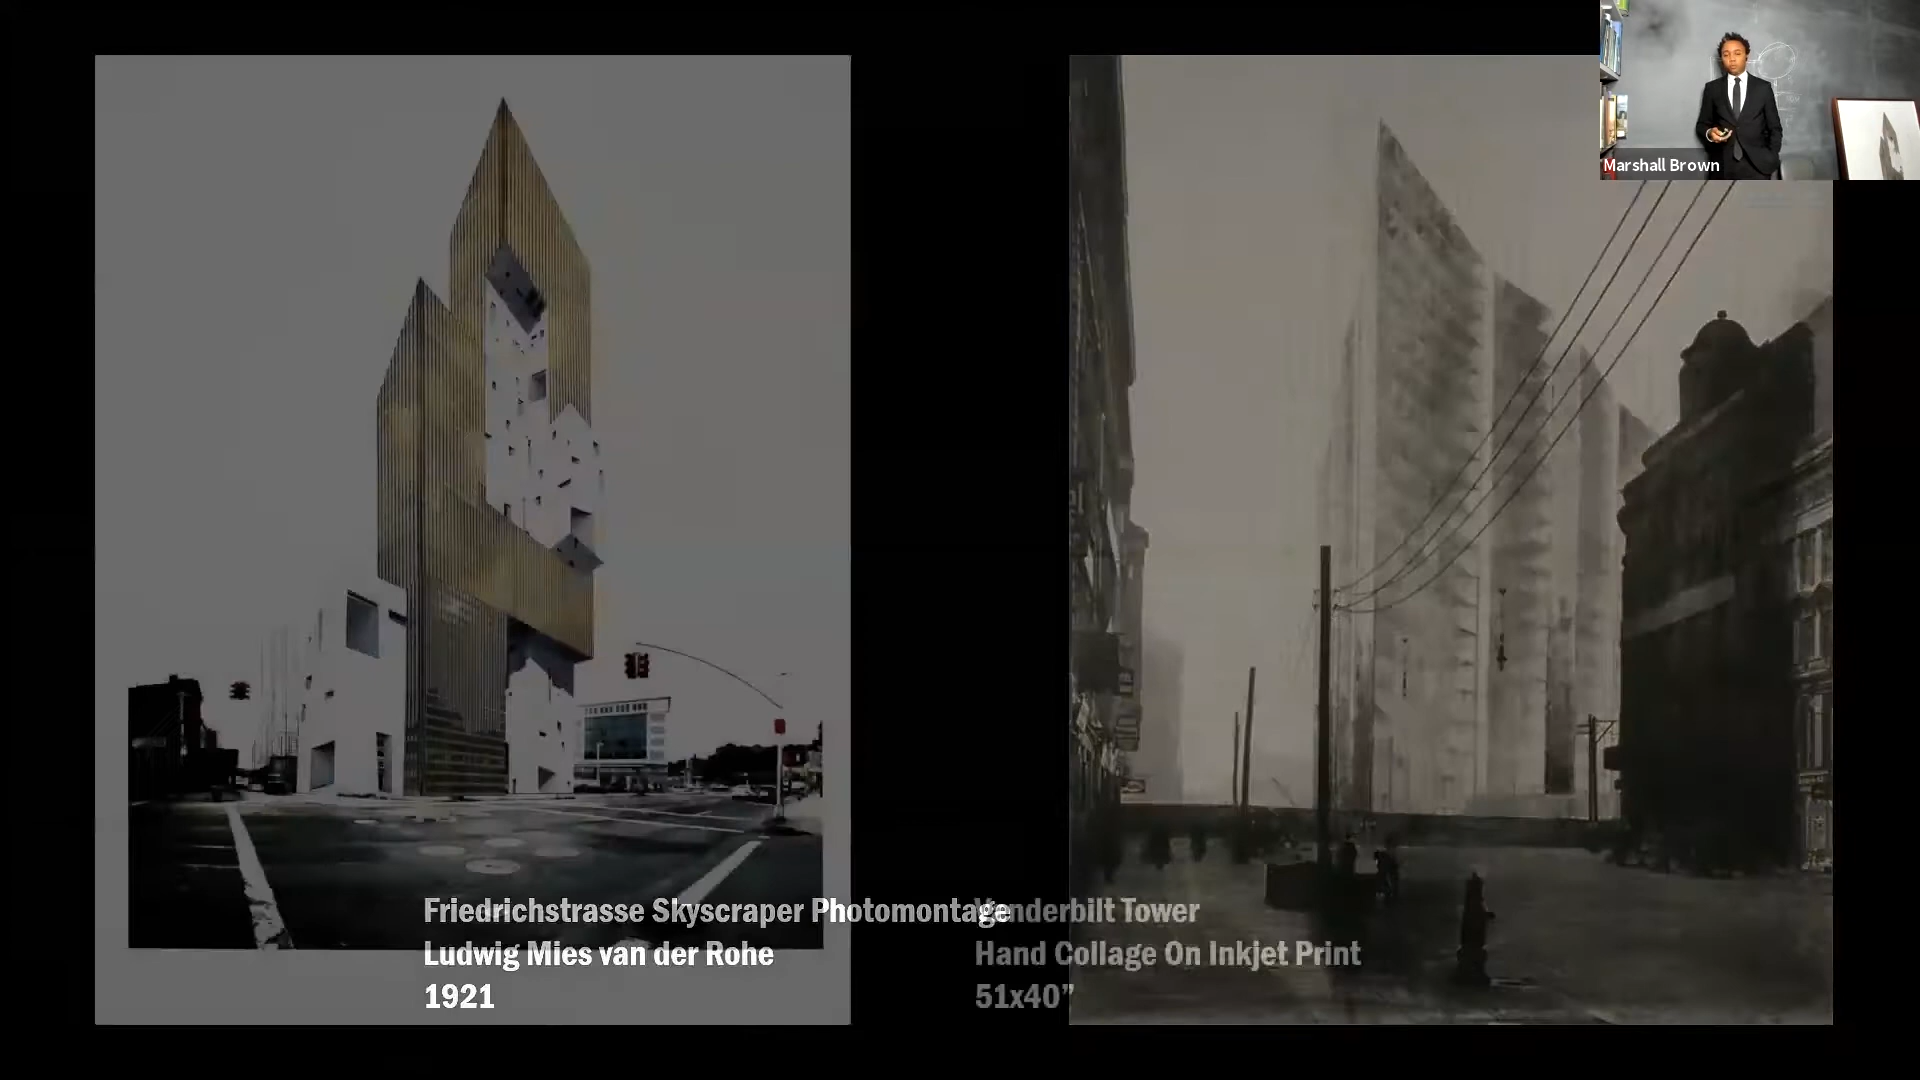 Marshall Brown
Friedrichstrasse Skyscraper Photomontage
Ludwig Mies van der Rohe
1921
Vanderbilt Tower
Hand Collage On Inkjet Print
51x40”